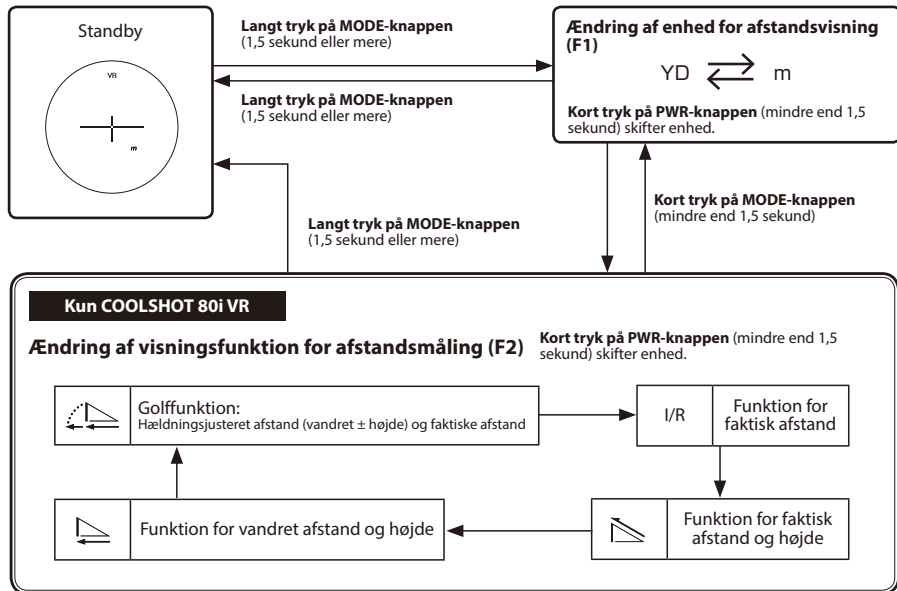 Standby
VR
m
Langt tryk på MODE-knappen
(1,5 sekund eller mere)
Langt tryk på MODE-knappen
(1,5 sekund eller mere)
Ændring af enhed for afstandsvisning
(F1)
YD m
Kort tryk på PWR-knappen (mindre end 1,5
sekund) skifter enhed.
Langt tryk på MODE-knappen
(1,5 sekund eller mere)
Kort tryk på MODE-knappen
(mindre end 1,5 sekund)
Kun COOLSHOT 80i VR
Ændring af visningsfunktion for afstandsmåling (F2)
Kort tryk på PWR-knappen (mindre end 1,5
sekund) skifter enhed.
Golffunktion:
Hældningsjusteret afstand (vandret ± højde) og faktiske afstand
I/R
Funktion for
faktisk afstand
Funktion for vandret afstand og højde
Funktion for faktisk
afstand og højde